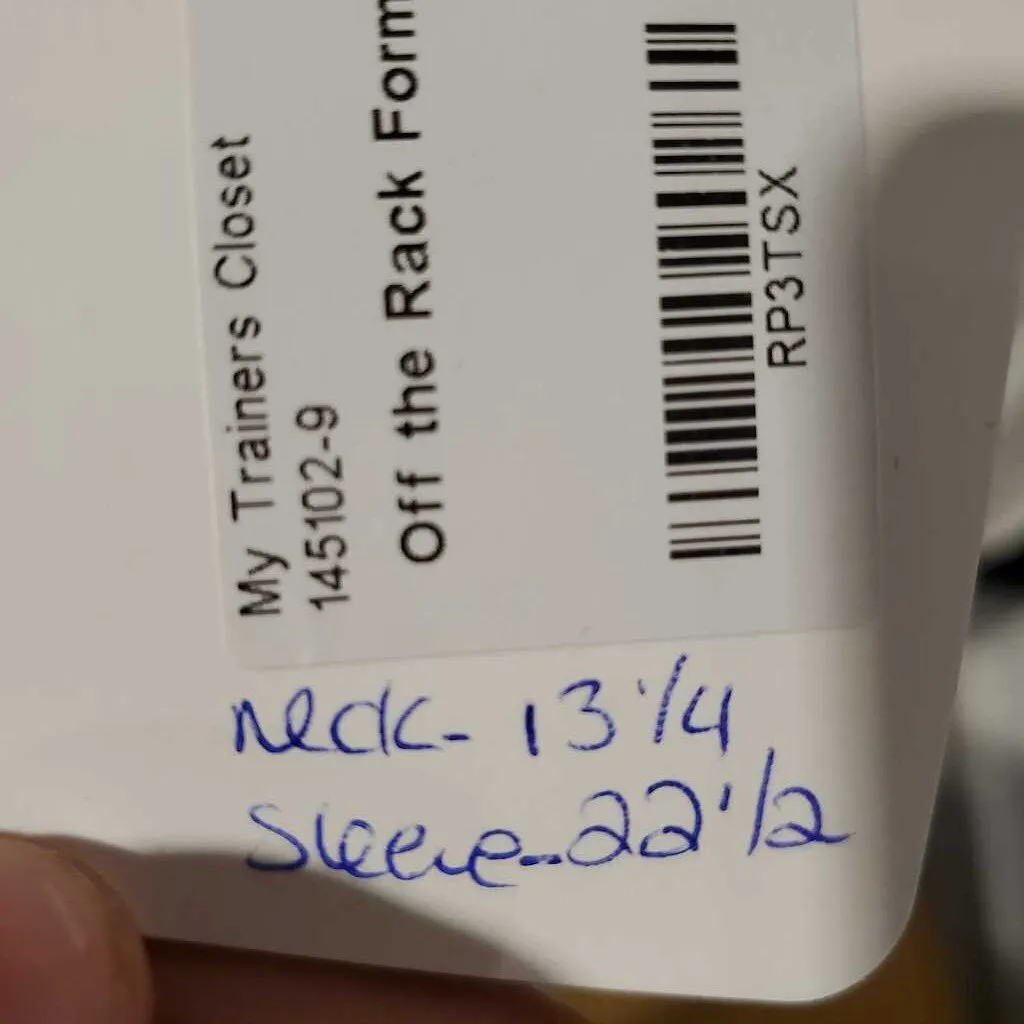 My Trainers Closet
145102-9
Off the Rack Form
RP3TSX
Neck- 13 1/4
Sleeve-22 1/2